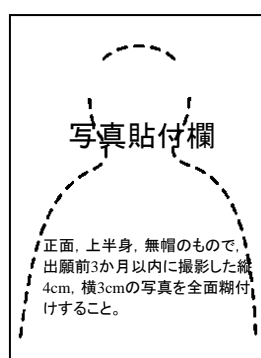 写真貼付欄
正面，上半身，無帽のもので，
出願前3か月以内に撮影した縦
4cm，横3cmの写真を全面糊付
けすること。